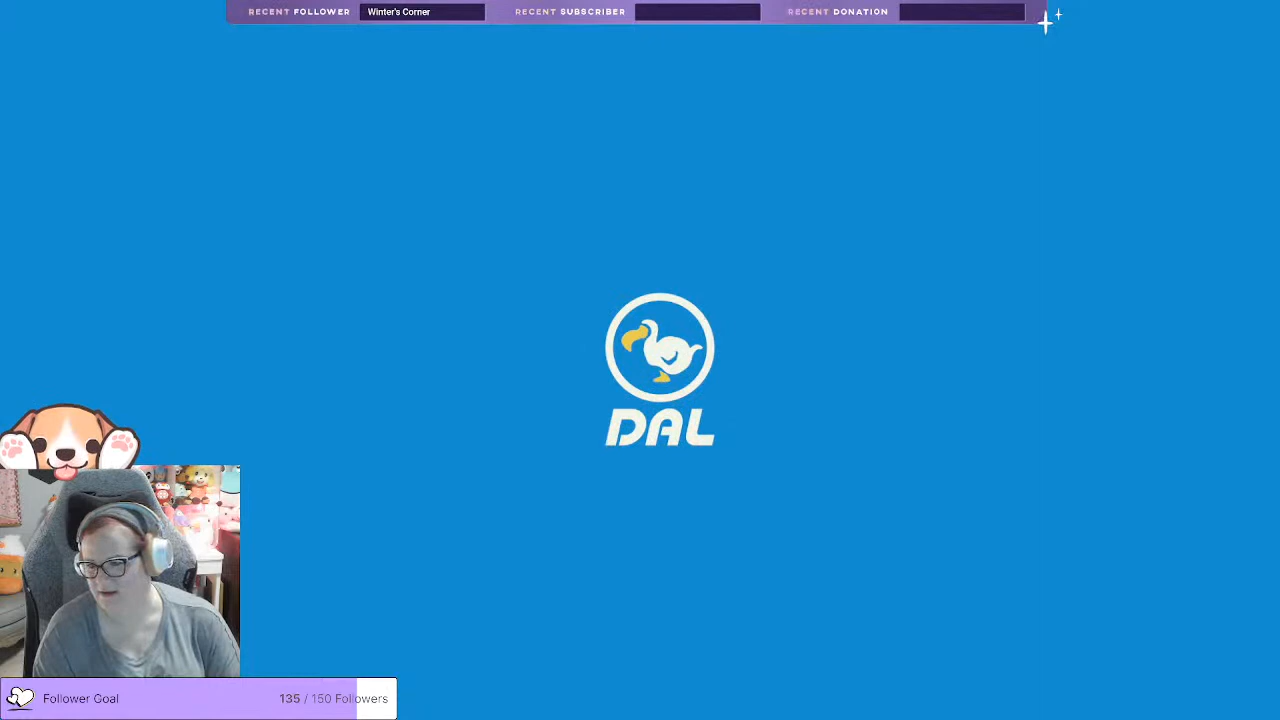 RECENT FOLLOWER Winter's Corner RECENT SUBSCRIBER RECENT DONATION
DAL
Follower Goal 135 / 150 Followers